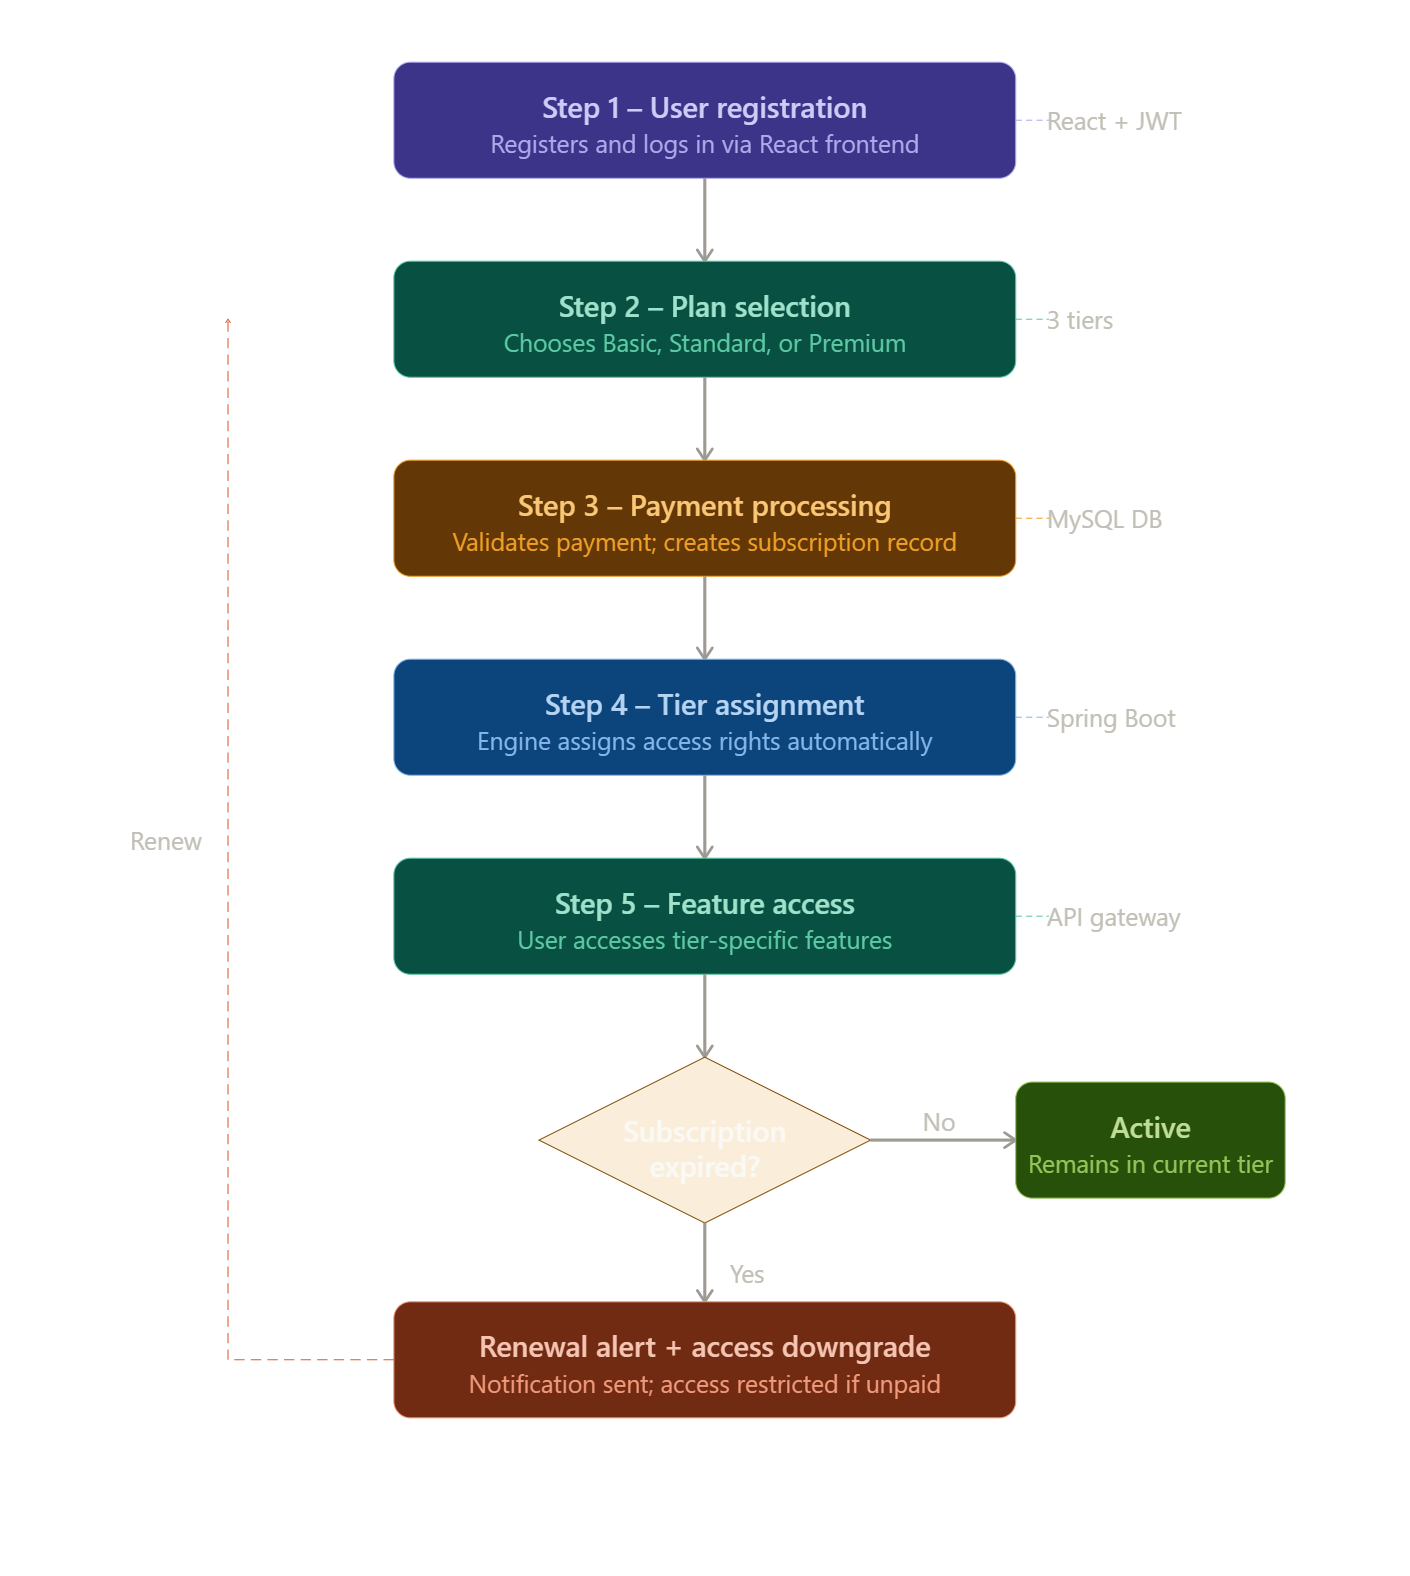 Step 1 – User registration
Registers and logs in via React frontend
React + JWT
Step 2 – Plan selection
Chooses Basic, Standard, or Premium
3 tiers
Step 3 – Payment processing
Validates payment; creates subscription record
MySQL DB
Step 4 – Tier assignment
Engine assigns access rights automatically
Spring Boot
Renew
Step 5 – Feature access
User accesses tier-specific features
API gateway
Subscription
expired?
No
Active
Remains in current tier
Yes
Renewal alert + access downgrade
Notification sent; access restricted if unpaid